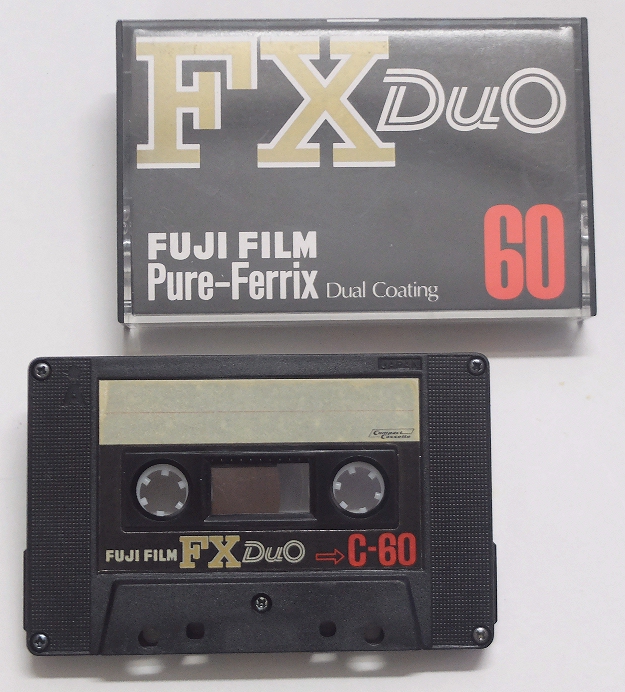 FX DuO
FUJI FILM
Pure-Ferrix Dual Coating
60
A
Compact
Cassette
FUJI FILM FX DuO ⇒ C-60